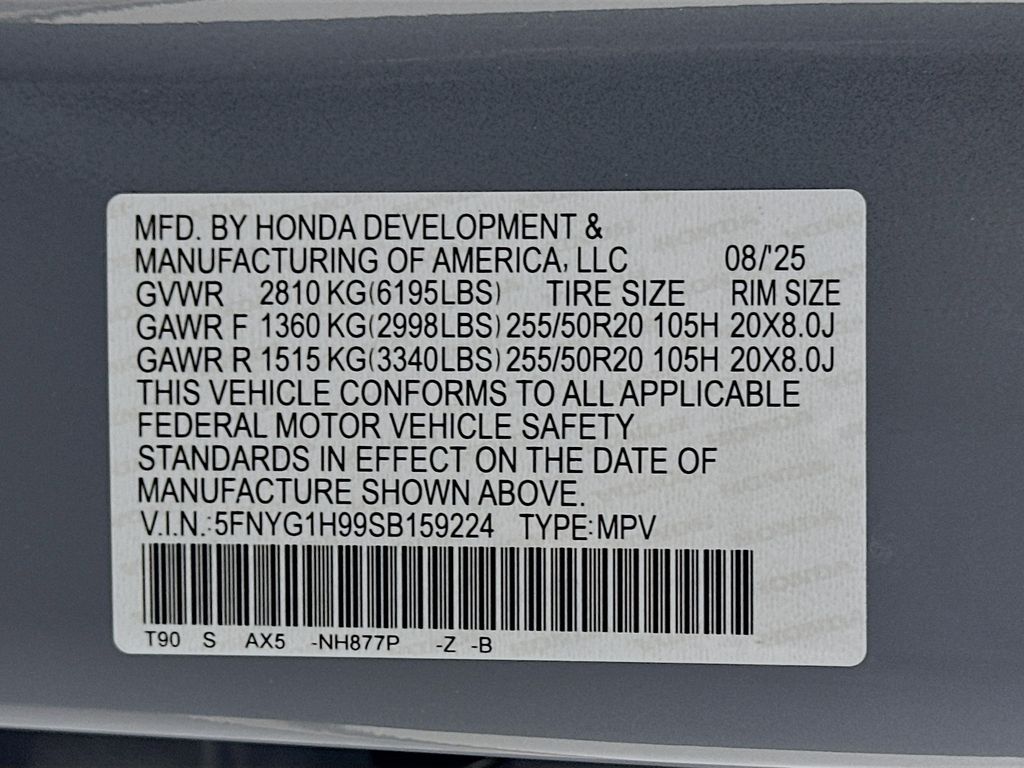 MFD. BY HONDA DEVELOPMENT &
MANUFACTURING OF AMERICA, LLC 08/'25
GVWR 2810 KG(6195LBS) TIRE SIZE RIM SIZE
GAWR F 1360 KG(2998LBS) 255/50R20 105H 20X8.0J
GAWR R 1515 KG(3340LBS) 255/50R20 105H 20X8.0J
THIS VEHICLE CONFORMS TO ALL APPLICABLE
FEDERAL MOTOR VEHICLE SAFETY
STANDARDS IN EFFECT ON THE DATE OF
MANUFACTURE SHOWN ABOVE.
V.I.N.:5FNYG1H99SB159224 TYPE:MPV
T90 S AX5 -NH877P -Z -B